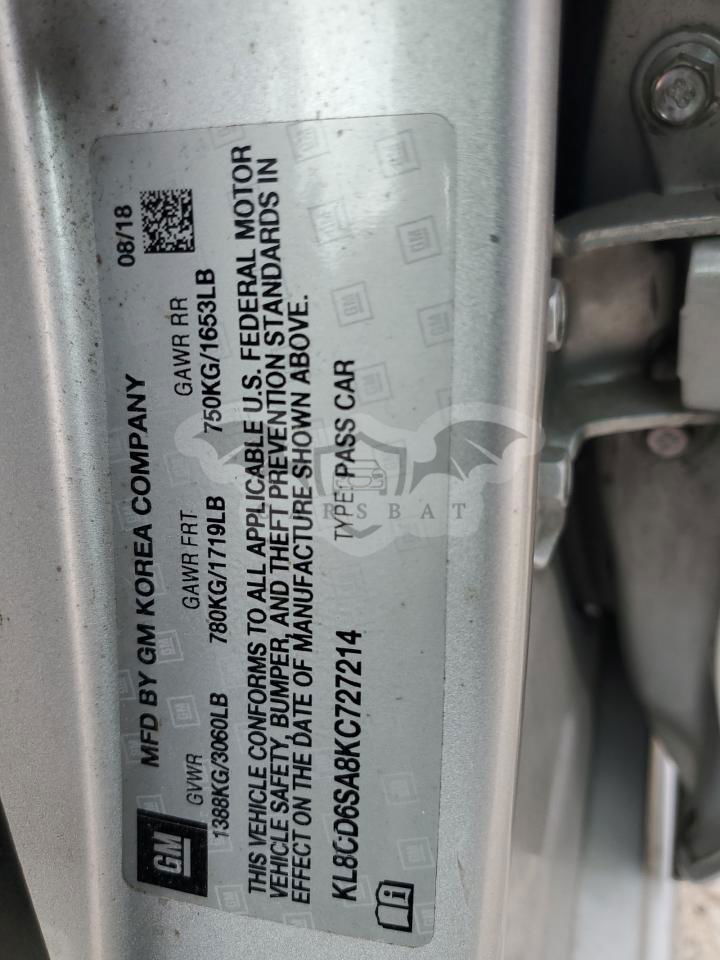 MFD BY GM KOREA COMPANY 08/18
GVWR GAWR FRT GAWR RR
1388KG/3060LB 780KG/1719LB 750KG/1653LB
THIS VEHICLE CONFORMS TO ALL APPLICABLE U.S. FEDERAL MOTOR
VEHICLE SAFETY, BUMPER, AND THEFT PREVENTION STANDARDS IN
EFFECT ON THE DATE OF MANUFACTURE SHOWN ABOVE.
KL8CD6SA8KC727214 TYPE: PASS CAR
GM
CARSBAT